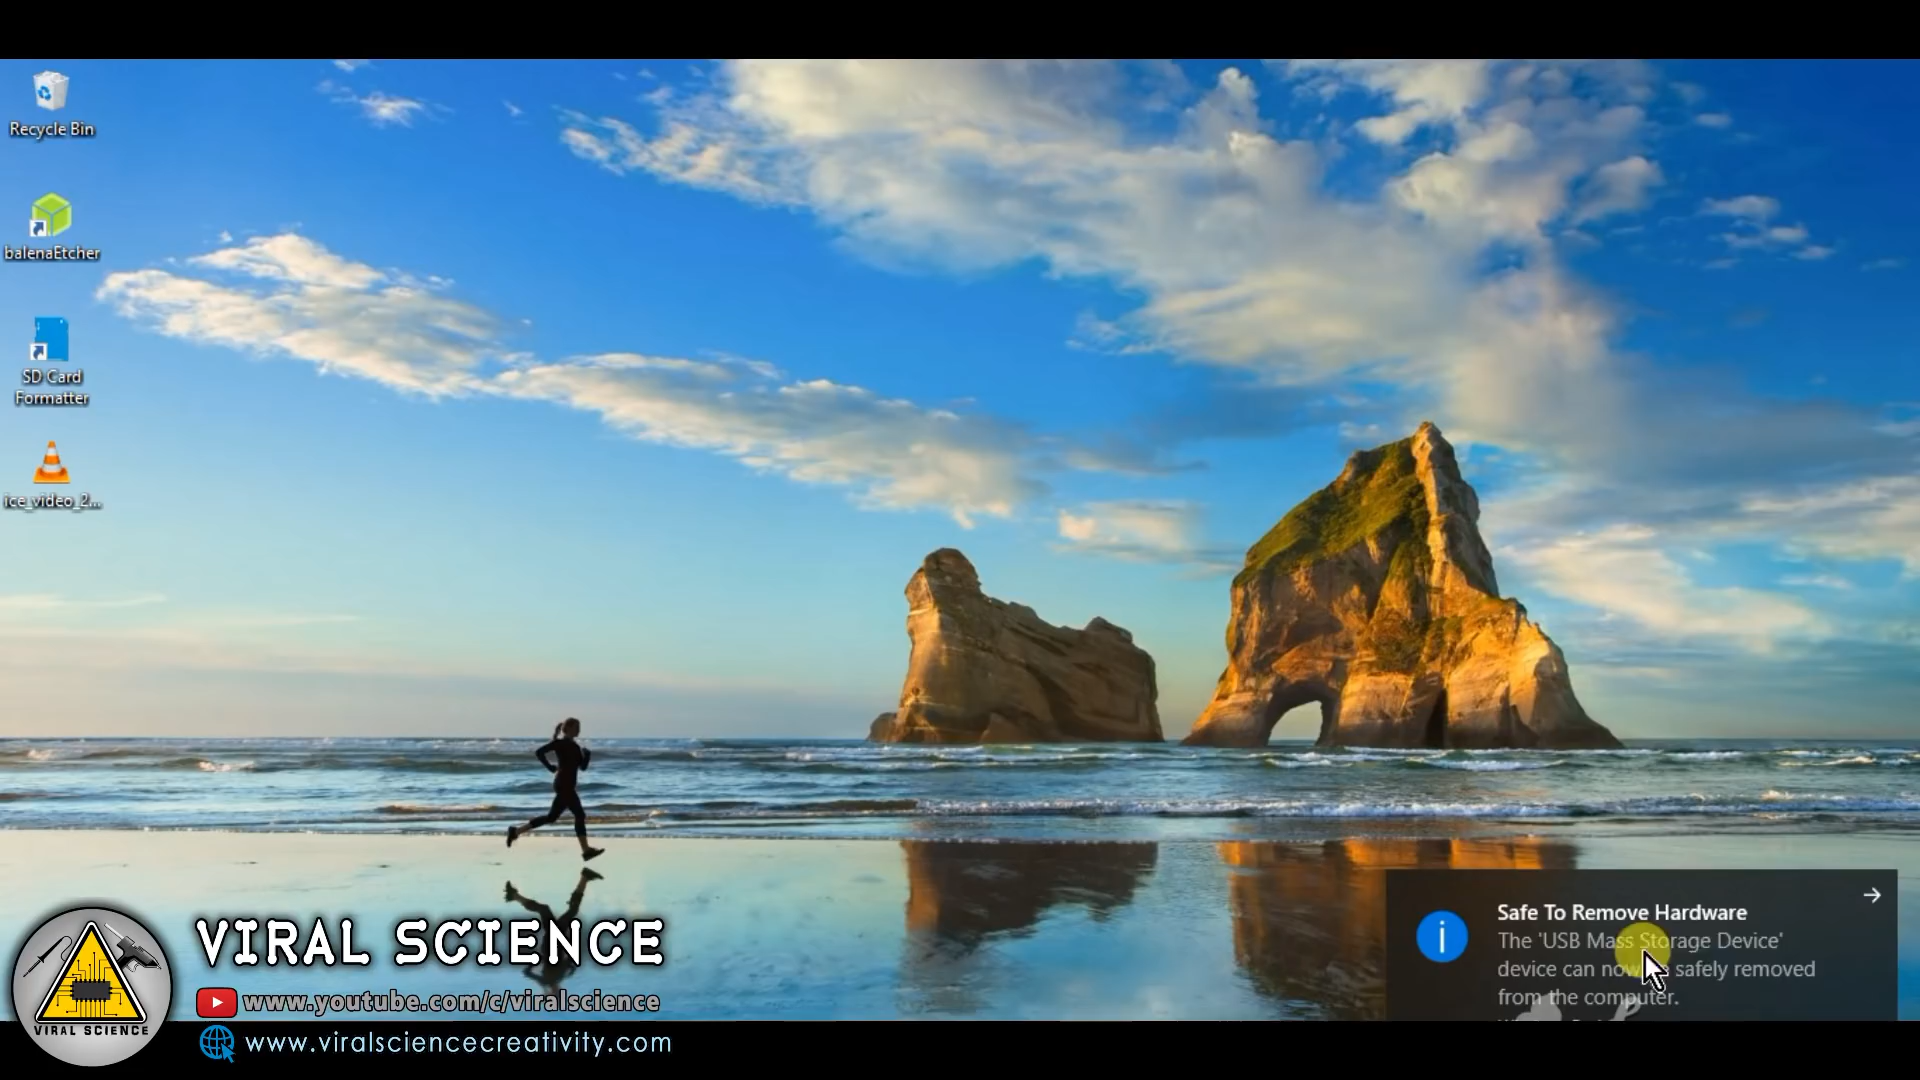 Recycle Bin
balenaEtcher
SD Card
Formatter
ice_video_2...
Safe To Remove Hardware
The 'USB Mass Storage Device'
device can now safely removed
from the computer.
VIRAL SCIENCE
www.youtube.com/c/viralscience
VIRAL SCIENCE
www.viralsciencecreativity.com